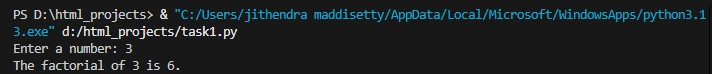 PS D:\html_projects> & "C:/Users/jithendra maddisetty/AppData/Local/Microsoft/WindowsApps/python3.1
3.exe" d:/html_projects/task1.py
Enter a number: 3
The factorial of 3 is 6.